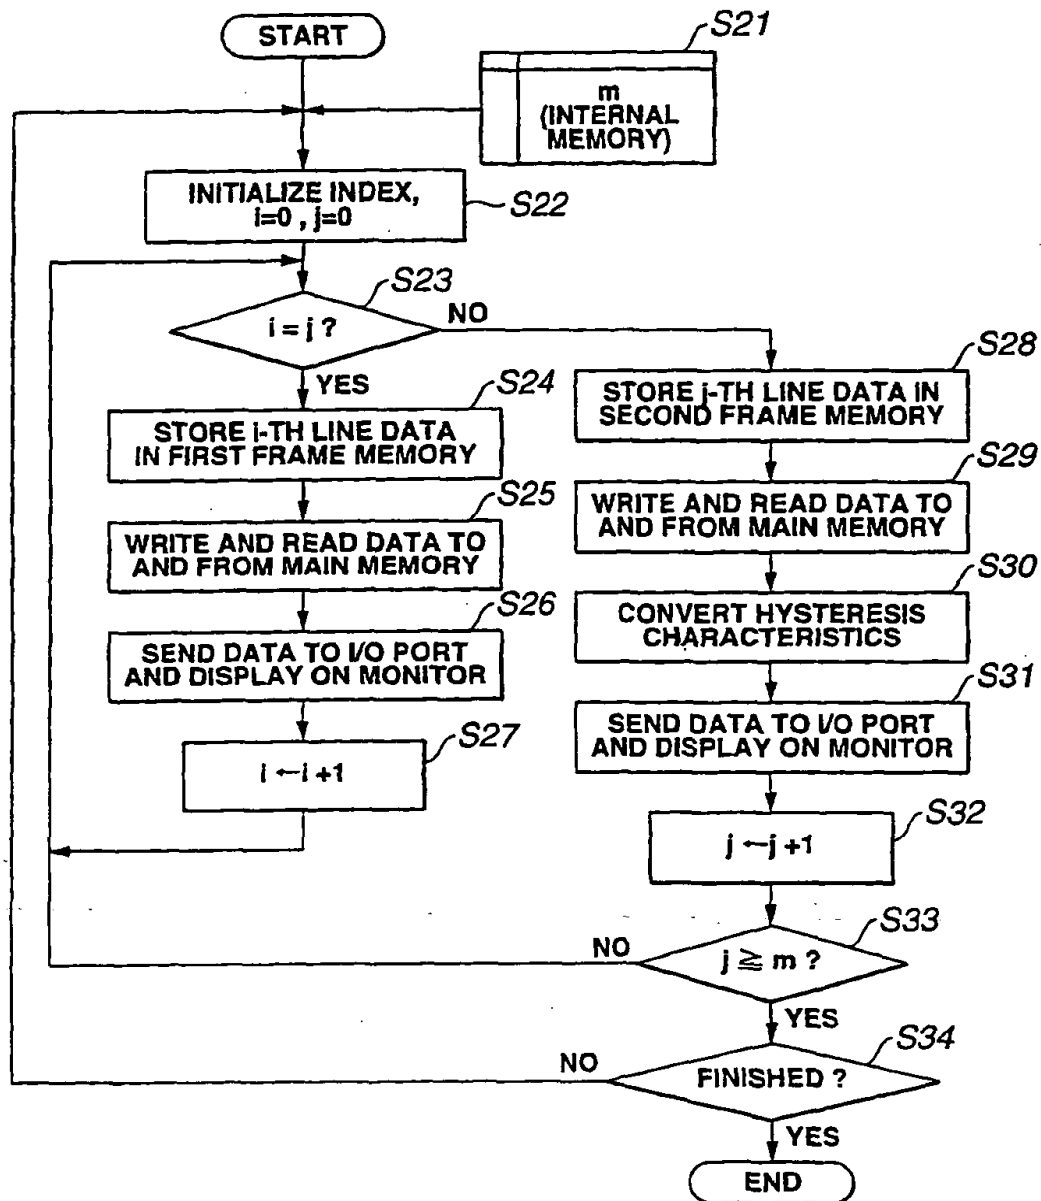 START
S21
m
(INTERNAL
MEMORY)
INITIALIZE INDEX,
i=0 , j=0
S22
S23
i = j ?
NO
YES
S24
STORE i-TH LINE DATA
IN FIRST FRAME MEMORY
S25
WRITE AND READ DATA TO
AND FROM MAIN MEMORY
S26
SEND DATA TO I/O PORT
AND DISPLAY ON MONITOR
S27
i ← i +1
S28
STORE j-TH LINE DATA IN
SECOND FRAME MEMORY
S29
WRITE AND READ DATA TO
AND FROM MAIN MEMORY
S30
CONVERT HYSTERESIS
CHARACTERISTICS
S31
SEND DATA TO I/O PORT
AND DISPLAY ON MONITOR
S32
j ← j +1
S33
NO
j ≧ m ?
YES
S34
NO
FINISHED ?
YES
END